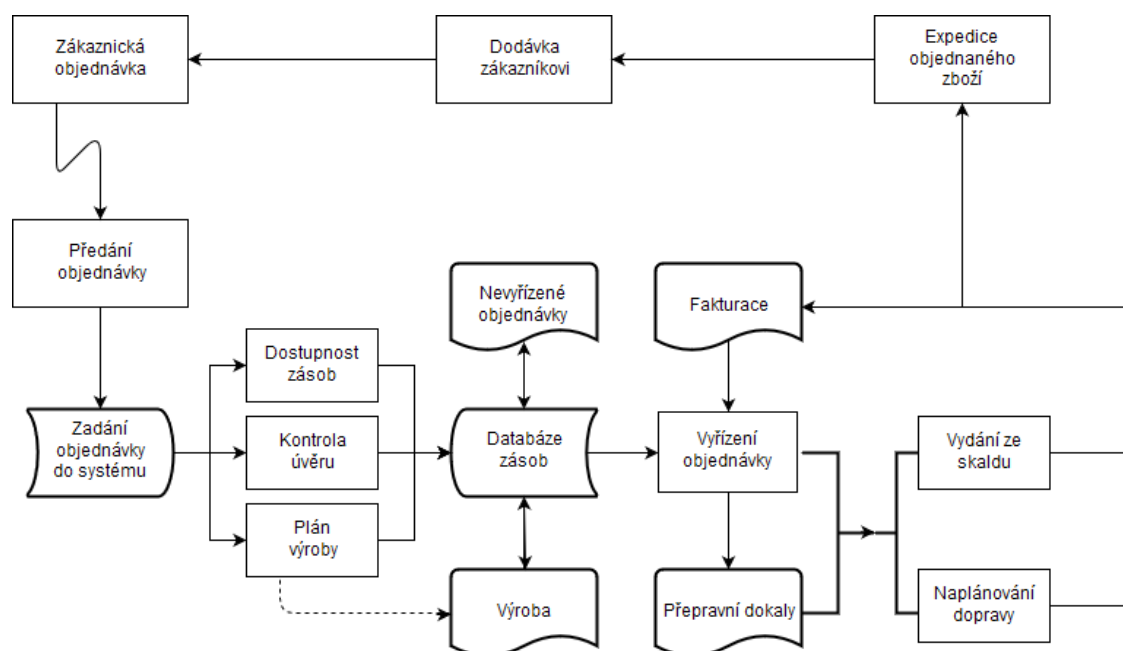 Zákaznická
objednávka
Dodávka
zákazníkovi
Expedice
objednaného
zboží
Předání
objednávky
Nevyřízené
objednávky
Fakturace
Dostupnost
zásob
Zadání
objednávky
do systému
Kontrola
úvěru
Databáze
zásob
Vyřízení
objednávky
Vydání ze
skaldu
Plán
výroby
Výroba
Přepravní dokaly
Naplánování
dopravy